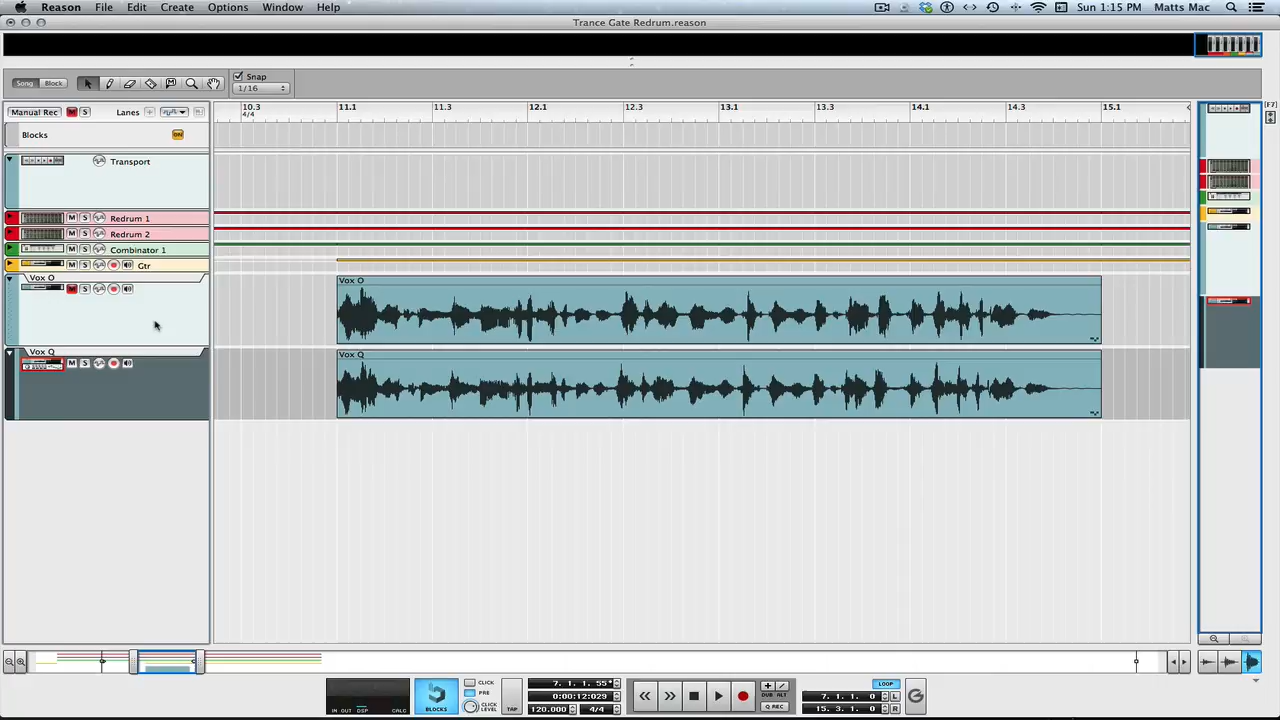 Reason File Edit Create Options Window Help Sun 1:15 PM Matts Mac
Trance Gate Redrum.reason
Song Block Snap
1/16
Manual Rec M S Lanes 10.3 11.1 11.3 12.1 12.3 13.1 13.3 14.1 14.3 15.1 [F7]
4/4
Blocks ON
Transport
M S Redrum 1
M S Redrum 2
M S Combinator 1
M S Gtr
Vox O Vox O
M S
Vox Q Vox Q
M S
CLICK 7. 1. 1. 55* LOOP
PRE 0:00:12:029 DUB ALT 7. 1. 1. 0 L
IN OUT DSP CALC BLOCKS CLICK LEVEL TAP 120.000 4/4 Q REC 15. 3. 1. 0 R